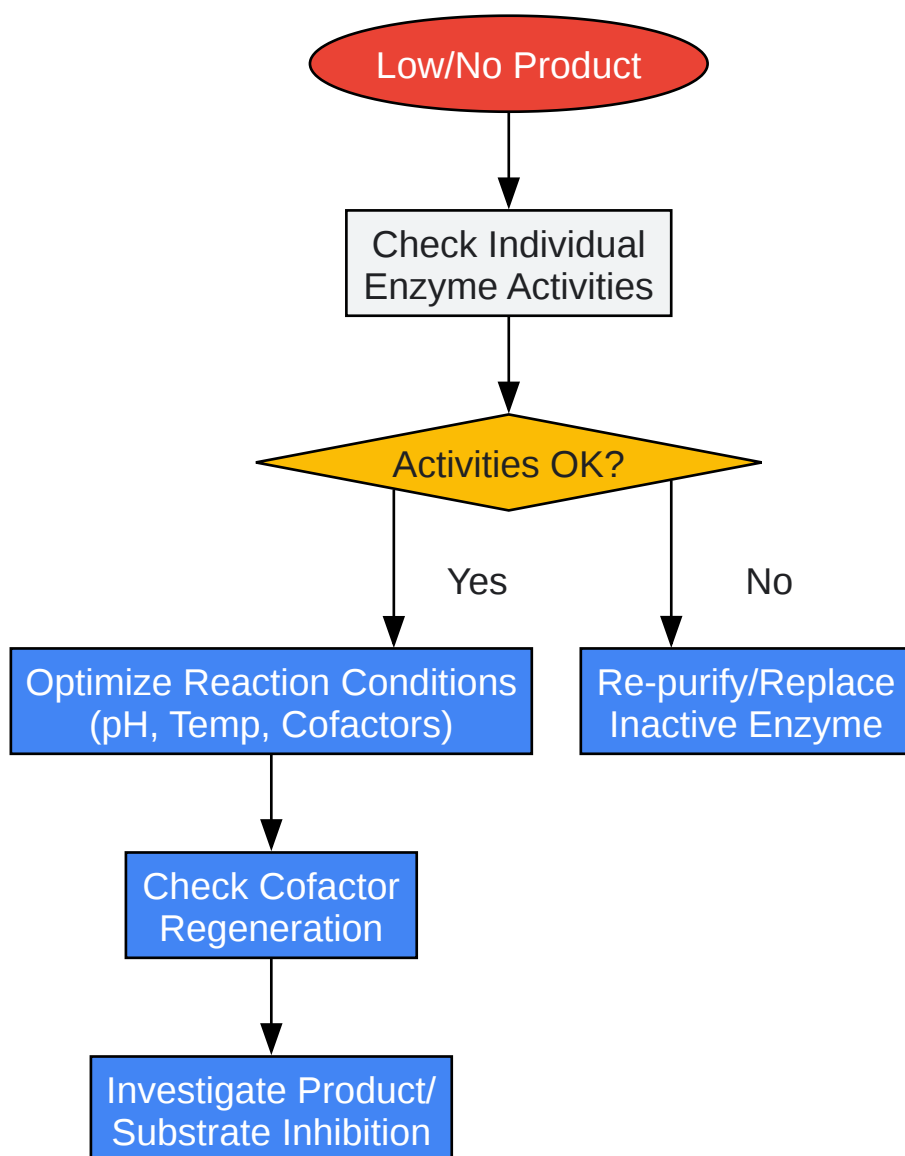 Low/No Product
Check Individual
Enzyme Activities
Activities OK?
Yes
No
Optimize Reaction Conditions
(pH, Temp, Cofactors)
Re-purify/Replace
Inactive Enzyme
Check Cofactor
Regeneration
Investigate Product/
Substrate Inhibition